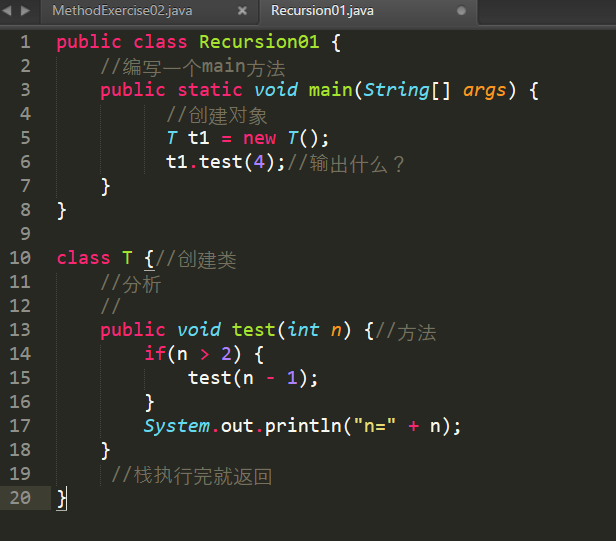 MethodExercise02.java × Recursion01.java
1 public class Recursion01 {
2 //编写一个main方法
3 public static void main(String[] args) {
4 //创建对象
5 T t1 = new T();
6 t1.test(4);//输出什么？
7 }
8 }
9
10 class T {//创建类
11 //分析
12 //
13 public void test(int n) {//方法
14 if(n > 2) {
15 test(n - 1);
16 }
17 System.out.println("n=" + n);
18 }
19 //栈执行完就返回
20 }